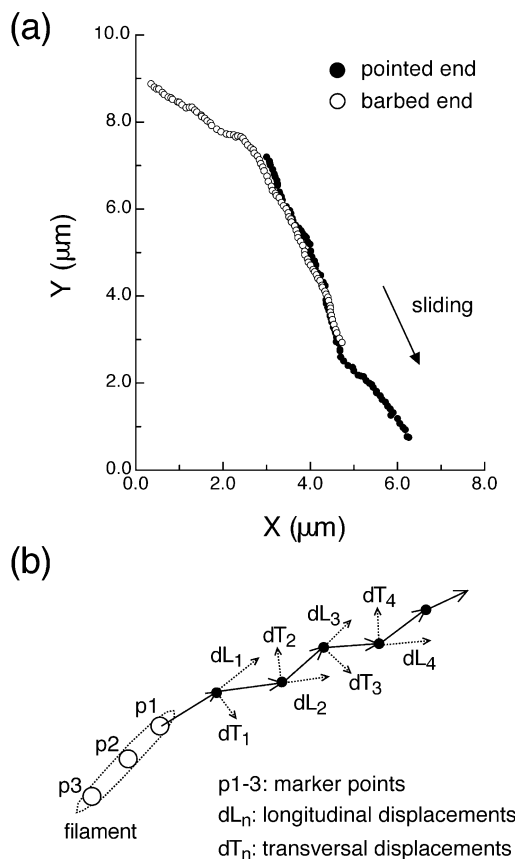 (a)
10.0
8.0
6.0
4.0
2.0
0.0
Y (μm)
pointed end
barbed end
sliding
0.0 2.0 4.0 6.0 8.0
X (μm)
(b)
dL1 dT1
dT2 dL2
dL3 dT3
dT4 dL4
p1
p2
p3
filament
p1-3: marker points
dLn: longitudinal displacements
dTn: transversal displacements